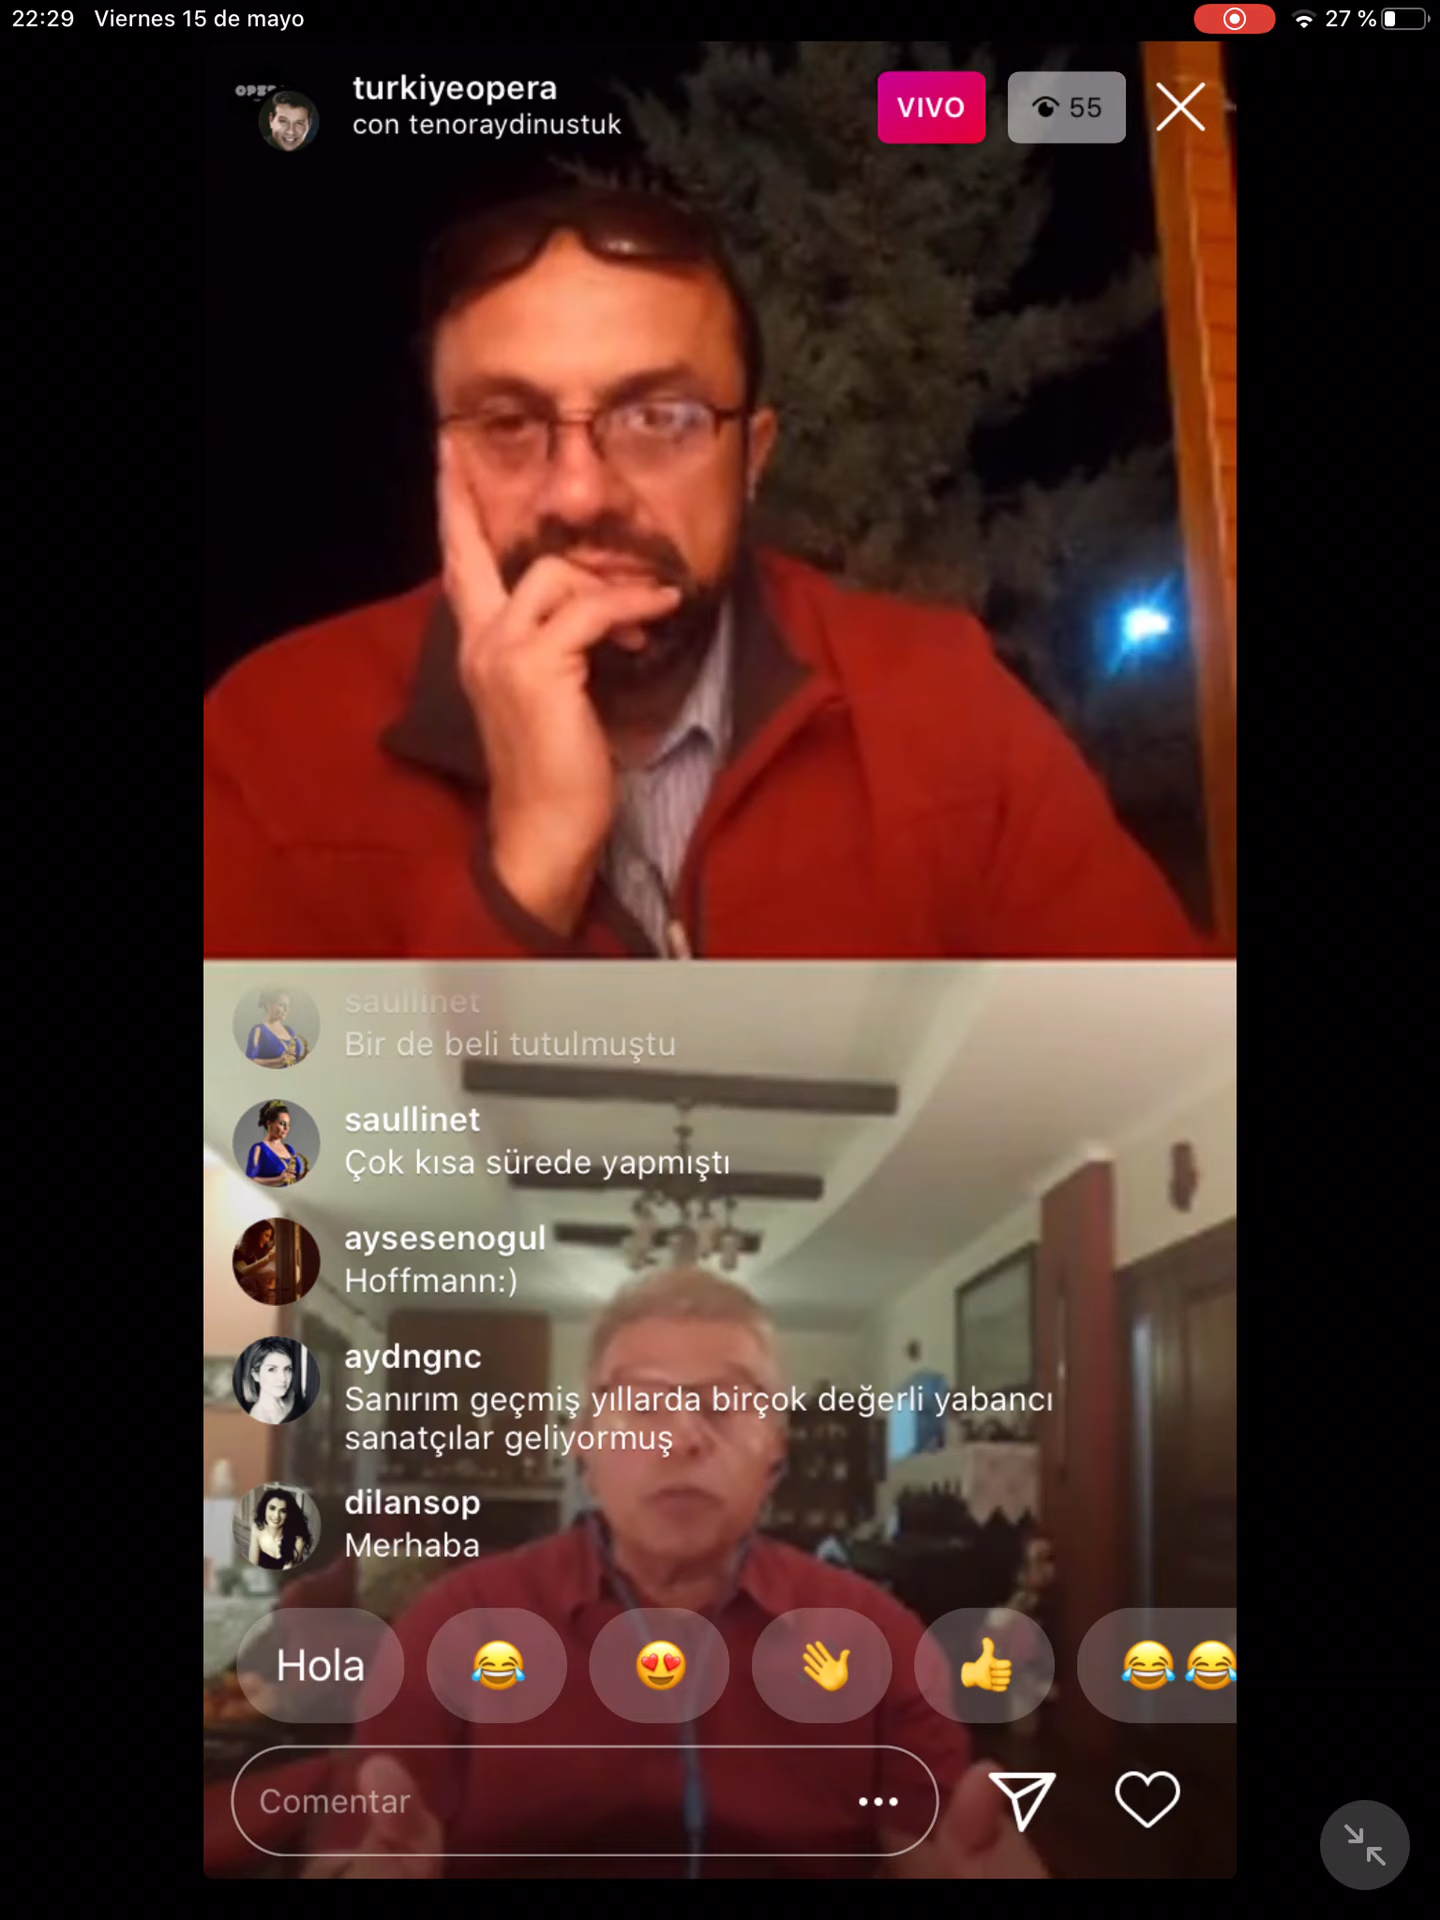 22:29 Viernes 15 de mayo
27 %
OPER
turkiyeopera
con tenoraydinustuk
VIVO
55
saullinet
Bir de beli tutulmuştu
saullinet
Çok kısa sürede yapmıştı
aysesenogul
Hoffmann:)
aydngnc
Sanırım geçmiş yıllarda birçok değerli yabancı
sanatçılar geliyormuş
dilansop
Merhaba
Hola
Comentar